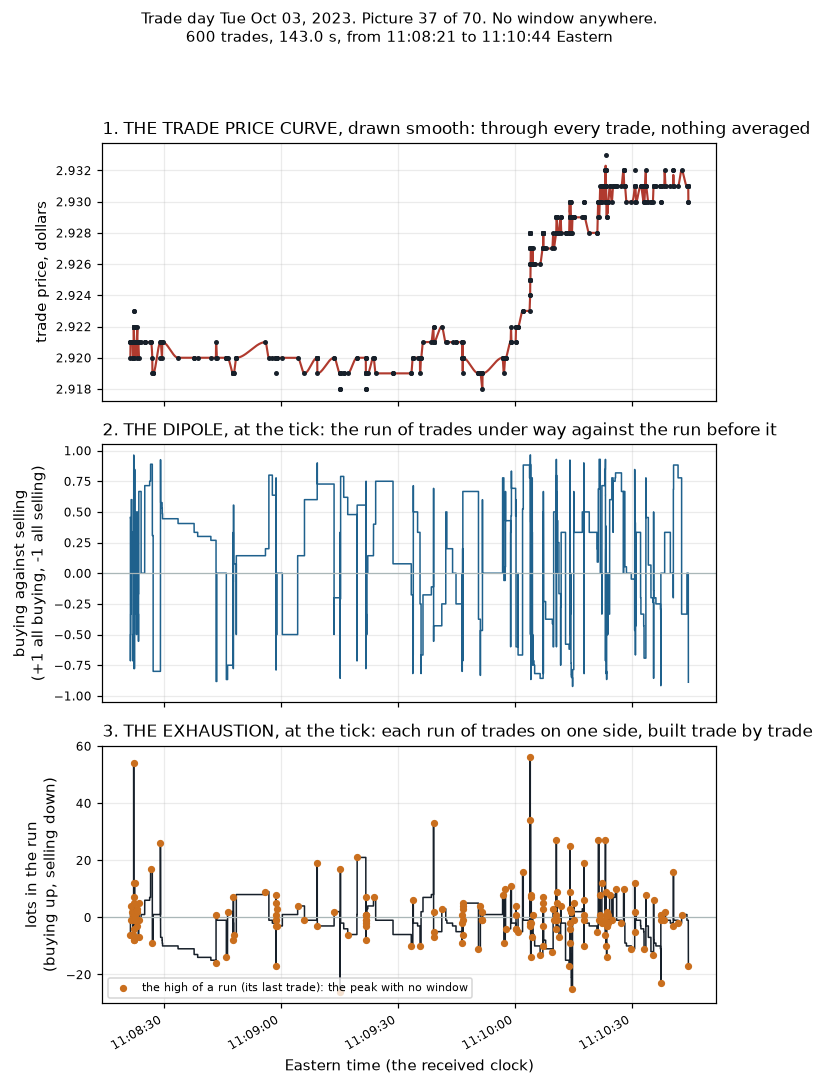 Trade day Tue Oct 03, 2023. Picture 37 of 70. No window anywhere.
600 trades, 143.0 s, from 11:08:21 to 11:10:44 Eastern
1. THE TRADE PRICE CURVE, drawn smooth: through every trade, nothing averaged
trade price, dollars
2.932
2.930
2.928
2.926
2.924
2.922
2.920
2.918
2. THE DIPOLE, at the tick: the run of trades under way against the run before it
buying against selling
(+1 all buying, -1 all selling)
1.00
0.75
0.50
0.25
0.00
−0.25
−0.50
−0.75
−1.00
3. THE EXHAUSTION, at the tick: each run of trades on one side, built trade by trade
lots in the run
(buying up, selling down)
60
40
20
0
−20
the high of a run (its last trade): the peak with no window
11:08:30
11:09:00
11:09:30
11:10:00
11:10:30
Eastern time (the received clock)